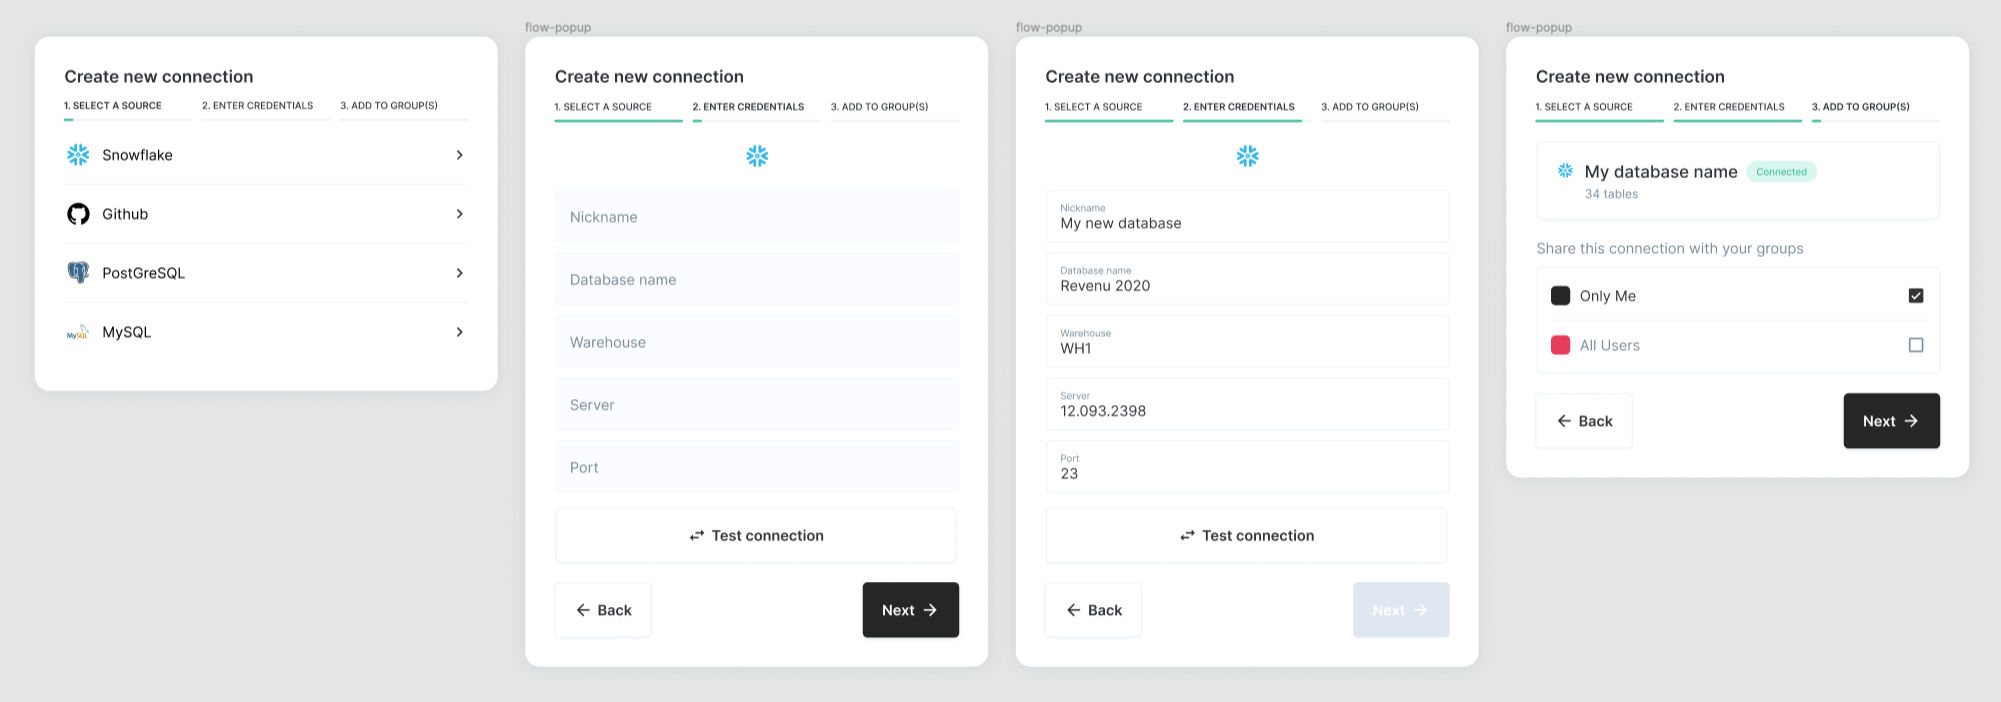 Create new connection
1. SELECT A SOURCE 2. ENTER CREDENTIALS 3. ADD TO GROUP(S)
Snowflake
Github
PostGreSQL
MySQL MySQL
flow-popup
Create new connection
1. SELECT A SOURCE 2. ENTER CREDENTIALS 3. ADD TO GROUP(S)
Nickname
Database name
Warehouse
Server
Port
Test connection
Back Next
flow-popup
Create new connection
1. SELECT A SOURCE 2. ENTER CREDENTIALS 3. ADD TO GROUP(S)
Nickname
My new database
Database name
Revenu 2020
Warehouse
WH1
Server
12.093.2398
Port
23
Test connection
Back Next
flow-popup
Create new connection
1. SELECT A SOURCE 2. ENTER CREDENTIALS 3. ADD TO GROUP(S)
My database name Connected
34 tables
Share this connection with your groups
Only Me
All Users
Back Next